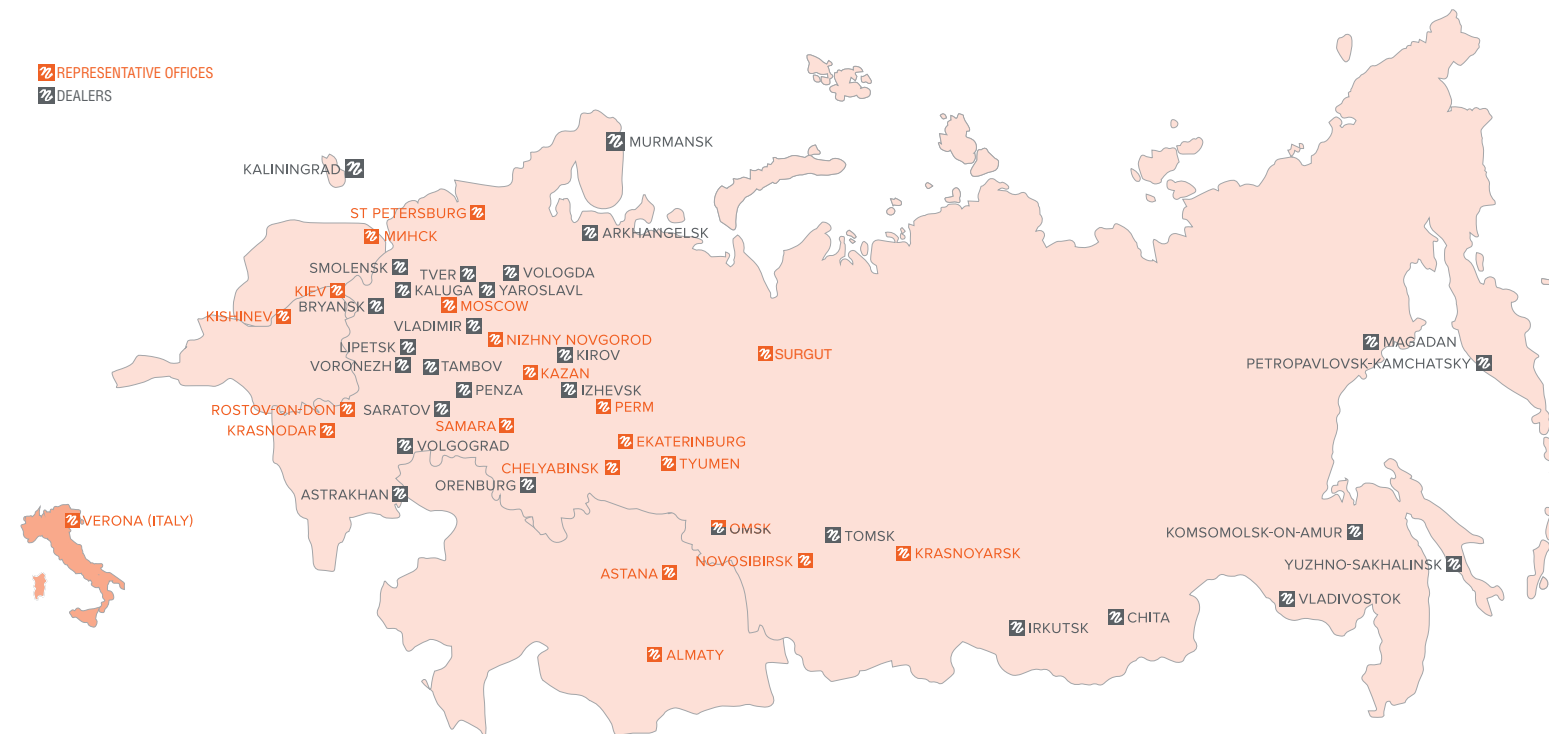 REPRESENTATIVE OFFICES
DEALERS
MURMANSK
KALININGRAD
ST PETERSBURG
МИНСК
ARKHANGELSK
SMOLENSK
TVER
VOLOGDA
KIEV
KALUGA
YAROSLAVL
BRYANSK
MOSCOW
KISHINEV
VLADIMIR
NIZHNY NOVGOROD
LIPETSK
KIROV
SURGUT
MAGADAN
VORONEZH
TAMBOV
KAZAN
PETROPAVLOVSK-KAMCHATSKY
PENZA
IZHEVSK
ROSTOV-ON-DON
SARATOV
PERM
KRASNODAR
SAMARA
VOLGOGRAD
EKATERINBURG
CHELYABINSK
TYUMEN
ORENBURG
ASTRAKHAN
VERONA (ITALY)
OMSK
TOMSK
KOMSOMOLSK-ON-AMUR
NOVOSIBIRSK
KRASNOYARSK
YUZHNO-SAKHALINSK
ASTANA
VLADIVOSTOK
CHITA
IRKUTSK
ALMATY